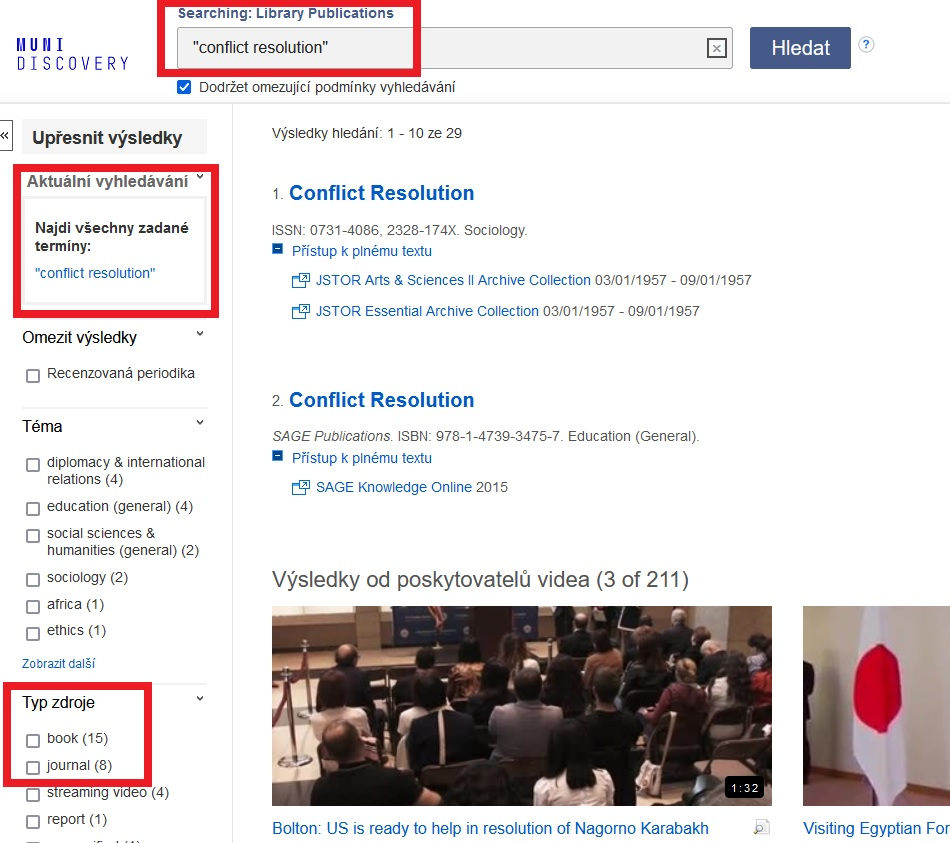 Searching: Library Publications
MUNI
DISCOVERY
"conflict resolution"
Hledat
?
Dodržet omezující podmínky vyhledávání
«
Upřesnit výsledky
Aktuální vyhledávání
Najdi všechny zadané
termíny:
"conflict resolution"
Omezit výsledky
Recenzovaná periodika
Téma
diplomacy & international
relations (4)
education (general) (4)
social sciences &
humanities (general) (2)
sociology (2)
africa (1)
ethics (1)
Zobrazit další
Typ zdroje
book (15)
journal (8)
streaming video (4)
report (1)
Výsledky hledání: 1 - 10 ze 29
1. Conflict Resolution
ISSN: 0731-4086, 2328-174X. Sociology.
Přístup k plnému textu
JSTOR Arts & Sciences II Archive Collection 03/01/1957 - 09/01/1957
JSTOR Essential Archive Collection 03/01/1957 - 09/01/1957
2. Conflict Resolution
SAGE Publications. ISBN: 978-1-4739-3475-7. Education (General).
Přístup k plnému textu
SAGE Knowledge Online 2015
Výsledky od poskytovatelů videa (3 of 211)
1:32
Bolton: US is ready to help in resolution of Nagorno Karabakh
Visiting Egyptian For